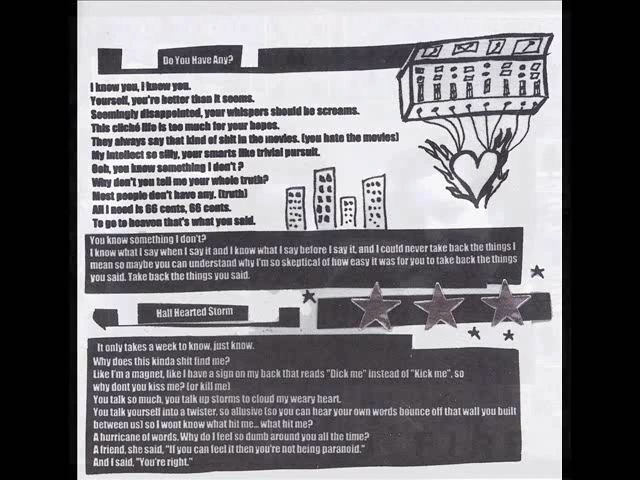 Do You Have Any?
I know you, I know you.
Yourself, you're better than it seems.
Seemingly disappointed, your whispers should be screams.
This cliché life is too much for your hopes.
They always say that kind of shit in the movies. (you hate the movies)
My intellect so silly, your smarts like trivial pursuit.
Ooh, you know something I don't ?
Why don't you tell me your whole truth?
Most people don't have any. (truth)
All I need is 66 cents, 66 cents.
To go to heaven that's what you said.
You know something I don't?
I know what I say when I say it and I know what I say before I say it, and I could never take back the things I
mean so maybe you can understand why I'm so skeptical of how easy it was for you to take back the things
you said. Take back the things you said.
Half Hearted Storm
It only takes a week to know, just know.
Why does this kinda shit find me?
Like I'm a magnet, like I have a sign on my back that reads "Dick me" instead of "Kick me", so
why dont you kiss me? (or kill me)
You talk so much, you talk up storms to cloud my weary heart.
You talk yourself into a twister, so allusive (so you can hear your own words bounce off that wall you built
between us) so I wont know what hit me... what hit me?
A hurricane of words. Why do I feel so dumb around you all the time?
A friend, she said, "If you can feel it then you're not being paranoid."
And I said, "You're right."